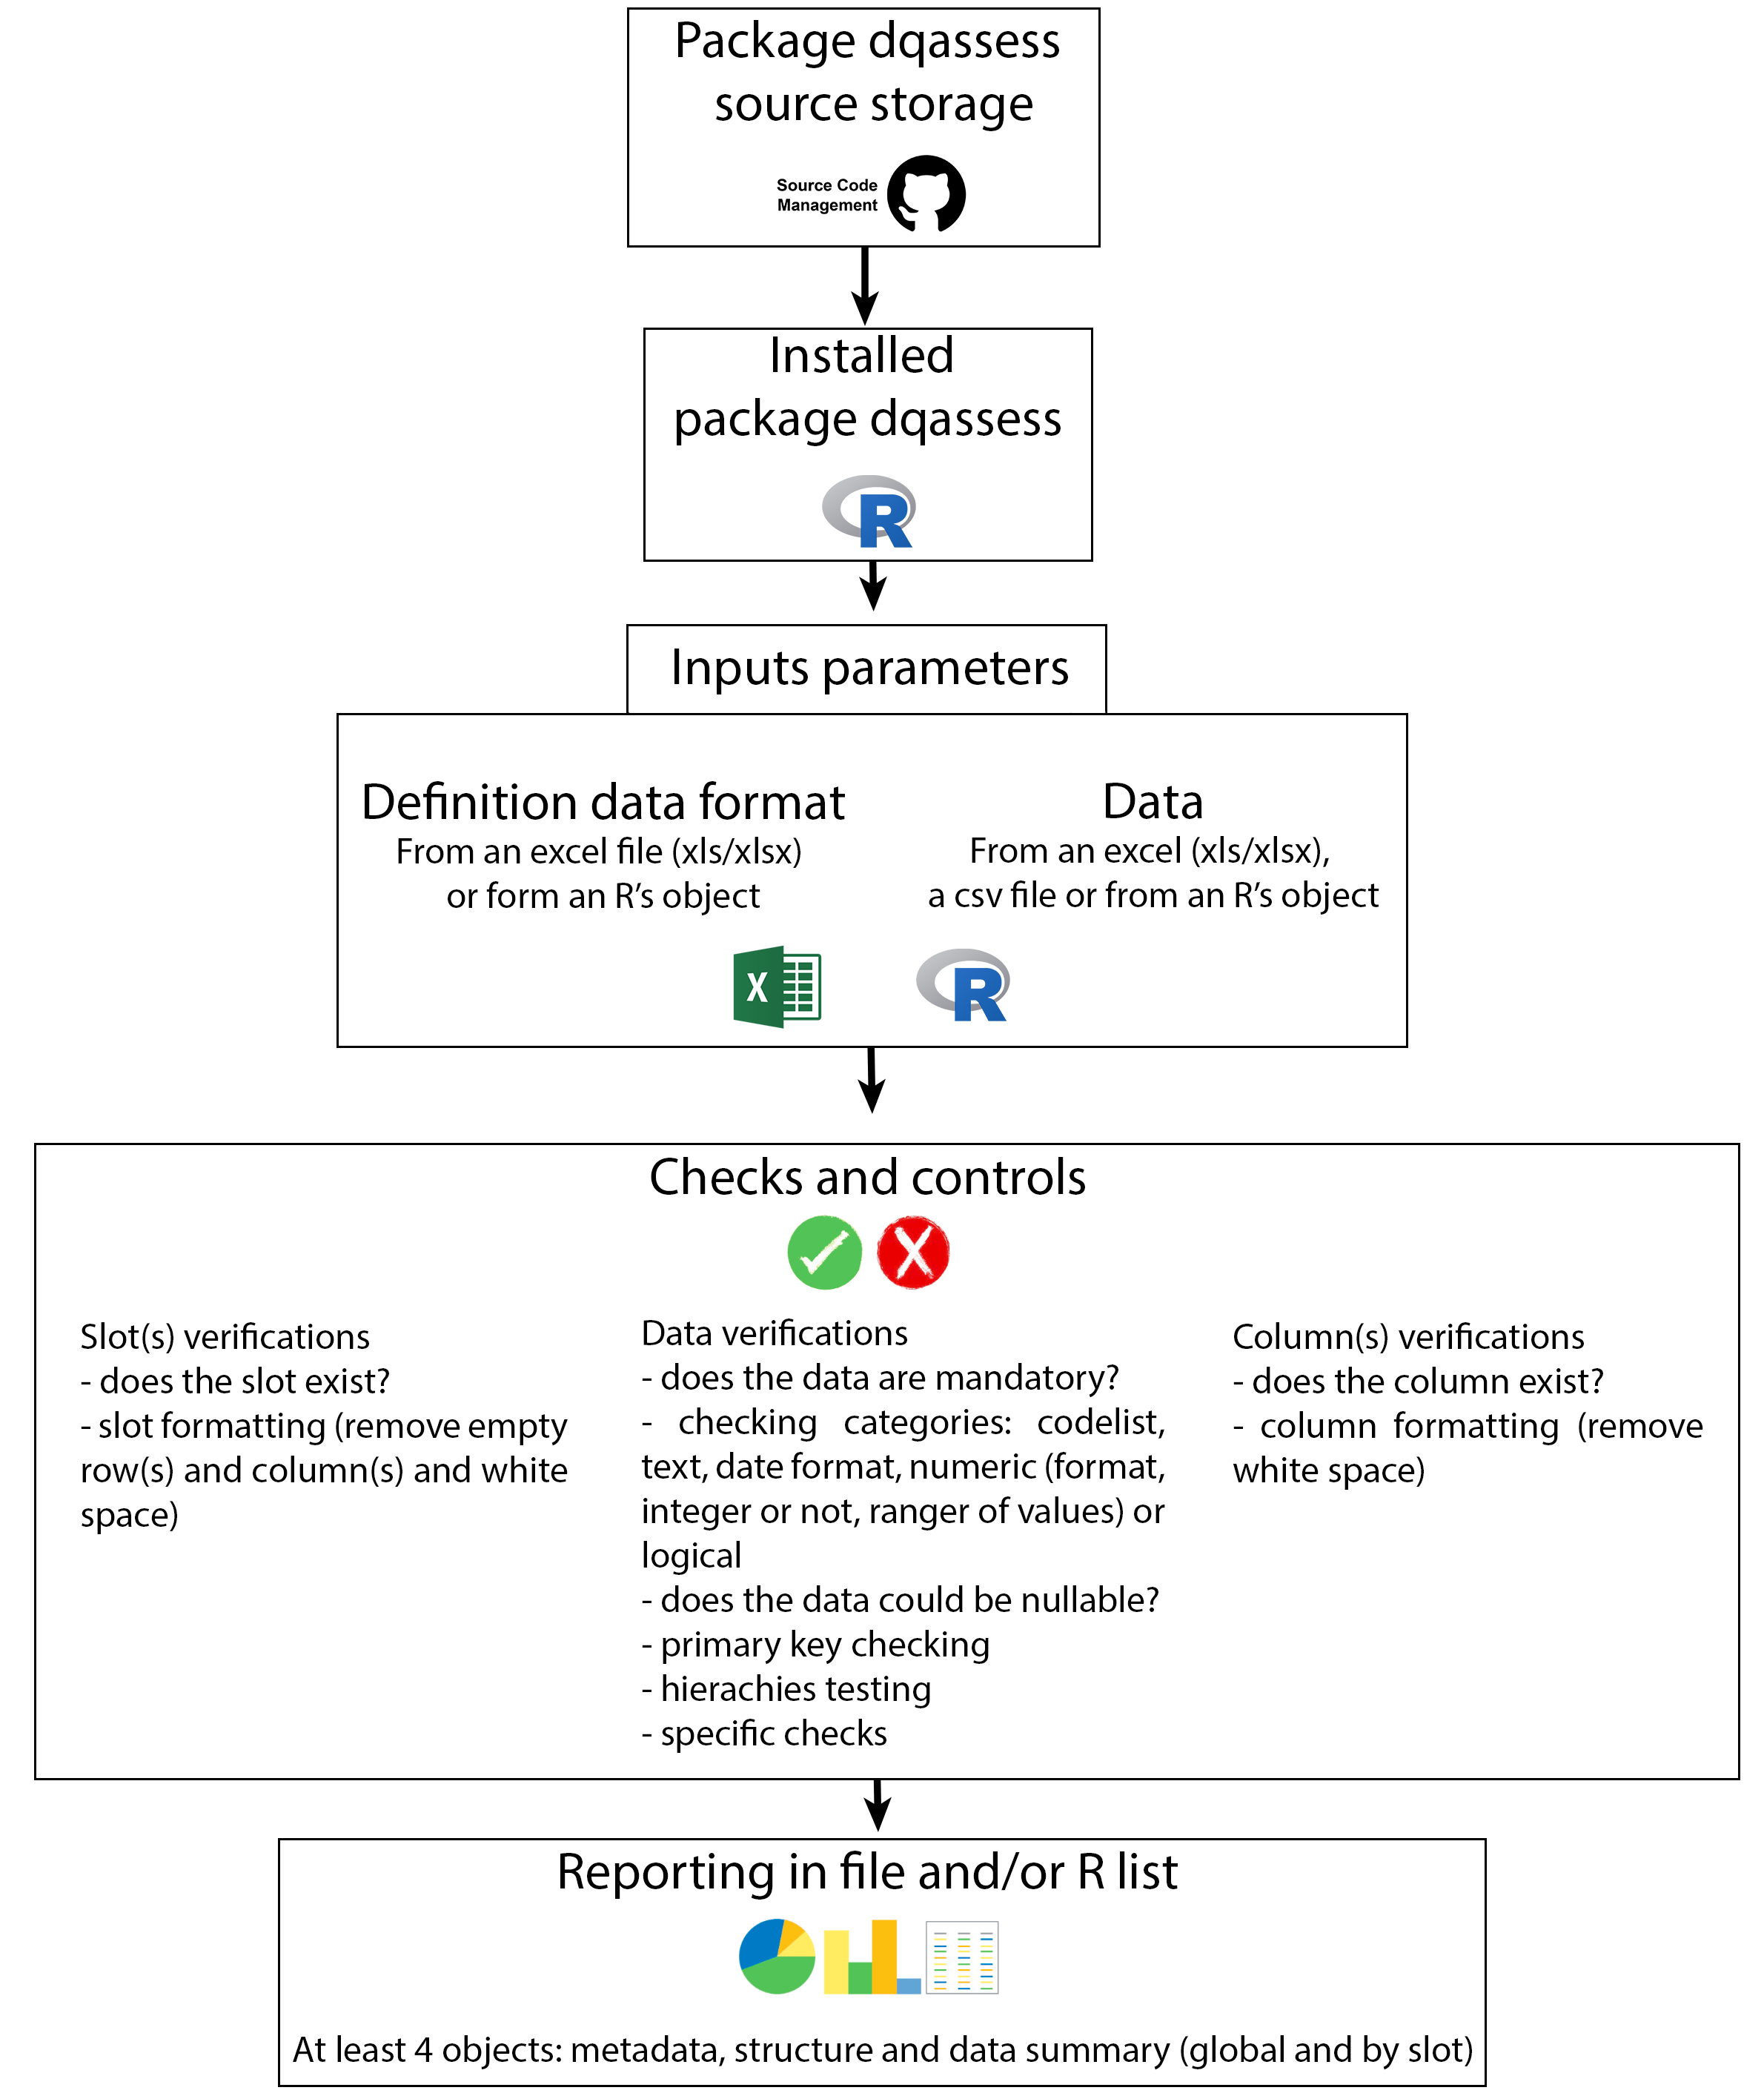 Package dqassess
source storage
Source Code
Management
Installed
package dqassess
R
Inputs parameters
Definition data format
From an excel file (xls/xlsx)
or form an R's object
Data
From an excel (xls/xlsx),
a csv file or from an R's object
X
R
Checks and controls
Slot(s) verifications
- does the slot exist?
- slot formatting (remove empty
row(s) and column(s) and white
space)
Data verifications
- does the data are mandatory?
- checking categories: codelist,
text, date format, numeric (format,
integer or not, ranger of values) or
logical
- does the data could be nullable?
- primary key checking
- hierachies testing
- specific checks
Column(s) verifications
- does the column exist?
- column formatting (remove
white space)
Reporting in file and/or R list
At least 4 objects: metadata, structure and data summary (global and by slot)